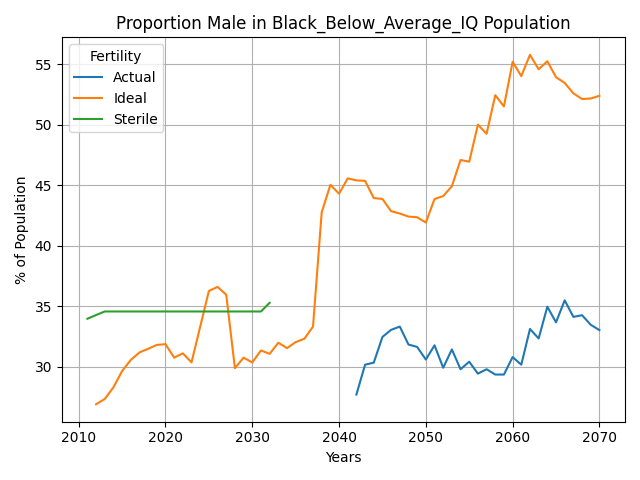 Proportion Male in Black_Below_Average_IQ Population
Fertility
Actual
Ideal
Sterile
% of Population
55
50
45
40
35
30
2010
2020
2030
2040
2050
2060
2070
Years